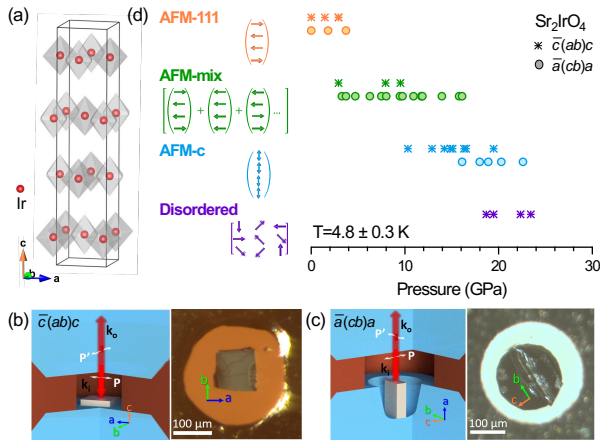 (a)
Ir
c
b
a
(d)
AFM-111
AFM-mix
+
+
...
AFM-c
Disordered
Sr₂IrO₄
c̅(ab)c
a̅(cb)a
T=4.8 ± 0.3 K
0
10
20
30
Pressure (GPa)
(b)
c̅(ab)c
kₒ
P'
P
kᵢ
c
a
b
b
a
100 µm
(c)
a̅(cb)a
kₒ
P'
P
kᵢ
a
b
c
b
c
100 µm